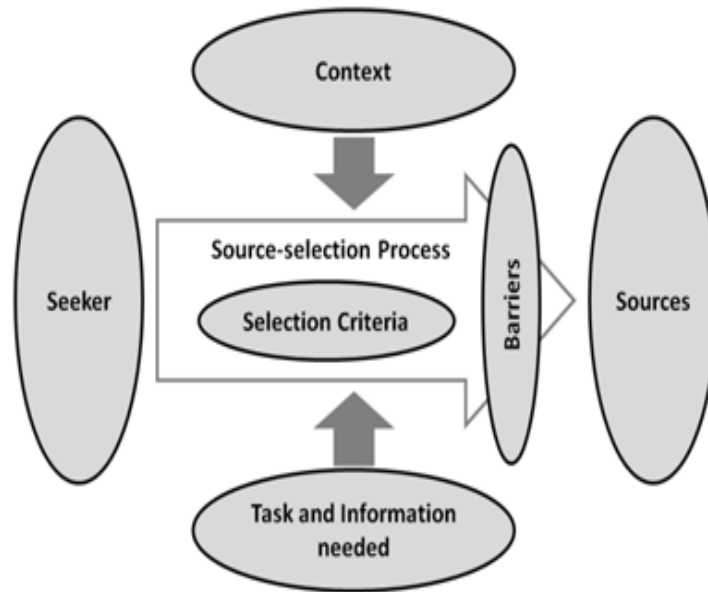 Context
Source-selection Process
Seeker
Selection Criteria
Barriers
Sources
Task and Information
needed